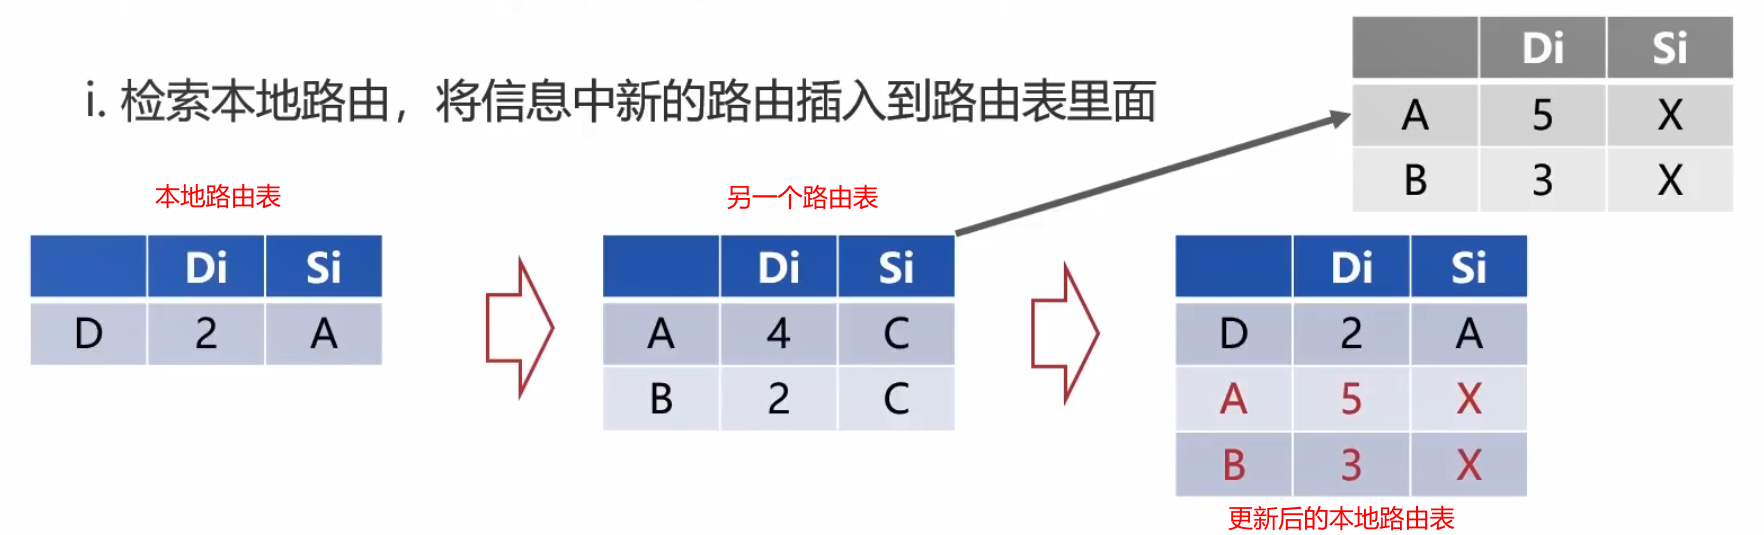 Di Si
A 5 X
B 3 X
i. 检索本地路由，将信息中新的路由插入到路由表里面
本地路由表
Di Si
D 2 A
另一个路由表
Di Si
A 4 C
B 2 C
Di Si
D 2 A
A 5 X
B 3 X
更新后的本地路由表